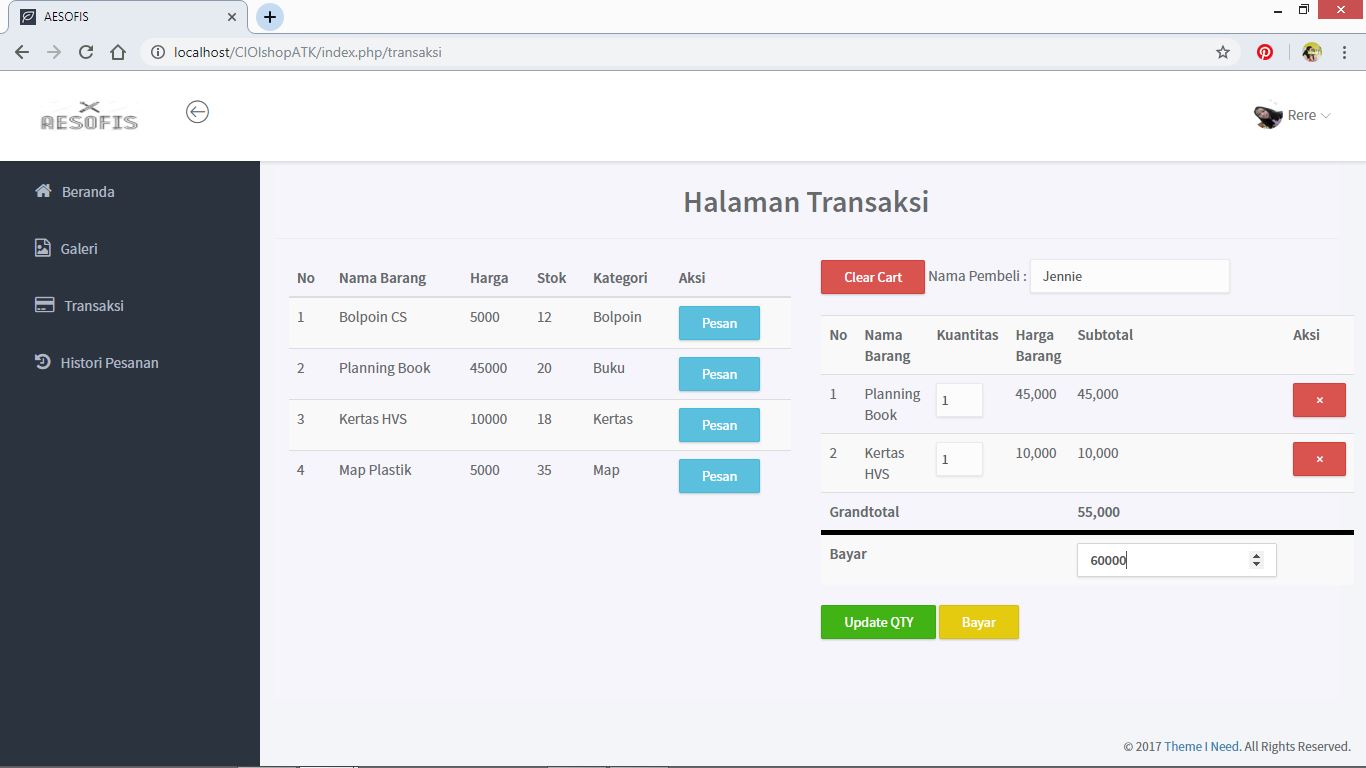 AESOFIS
localhost/CIOlshopATK/index.php/transaksi
AESOFIS
Rere
Beranda
Galeri
Transaksi
Histori Pesanan
Halaman Transaksi
No Nama Barang Harga Stok Kategori Aksi
1 Bolpoin CS 5000 12 Bolpoin Pesan
2 Planning Book 45000 20 Buku Pesan
3 Kertas HVS 10000 18 Kertas Pesan
4 Map Plastik 5000 35 Map Pesan
Clear Cart Nama Pembeli : Jennie
No Nama Barang Kuantitas Harga Barang Subtotal Aksi
1 Planning Book 1 45,000 45,000 ×
2 Kertas HVS 1 10,000 10,000 ×
Grandtotal 55,000
Bayar 60000
Update QTY Bayar
© 2017 Theme I Need. All Rights Reserved.